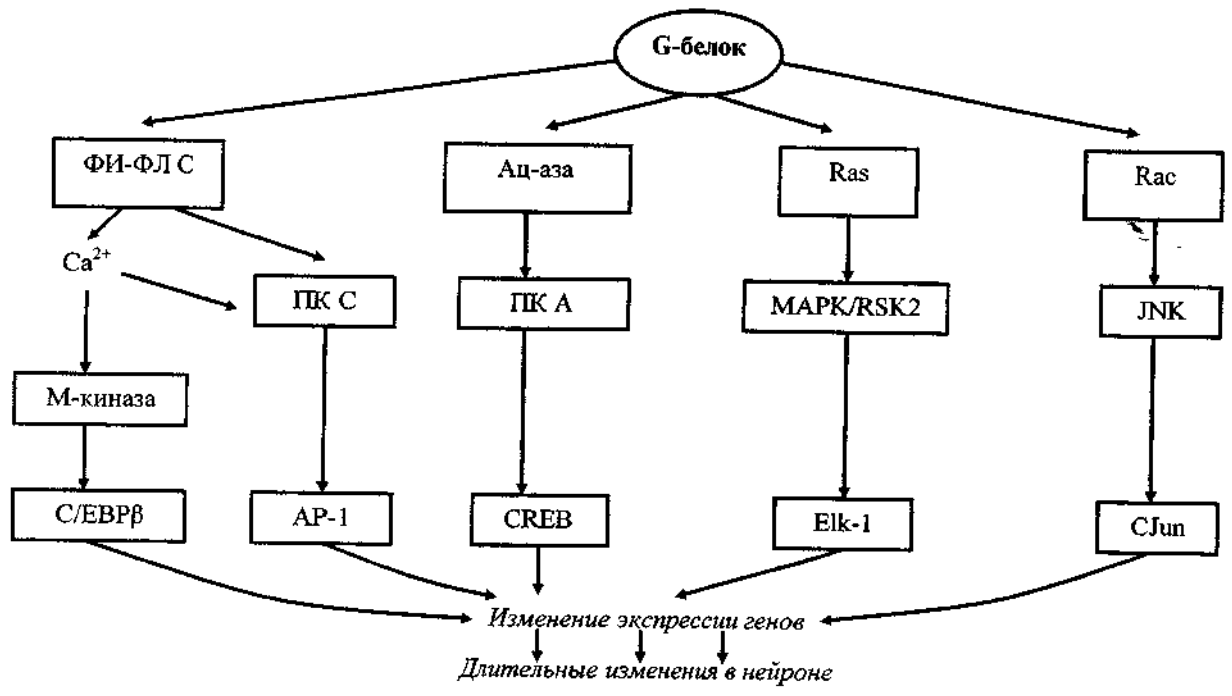 G-белок
ФИ-ФЛ С
Ац-аза
Ras
Rac
Ca²⁺
ПК С
ПК А
MAPK/RSK2
JNK
М-киназа
C/EBPβ
AP-1
CREB
Elk-1
CJun
Изменение экспрессии генов
Длительные изменения в нейроне